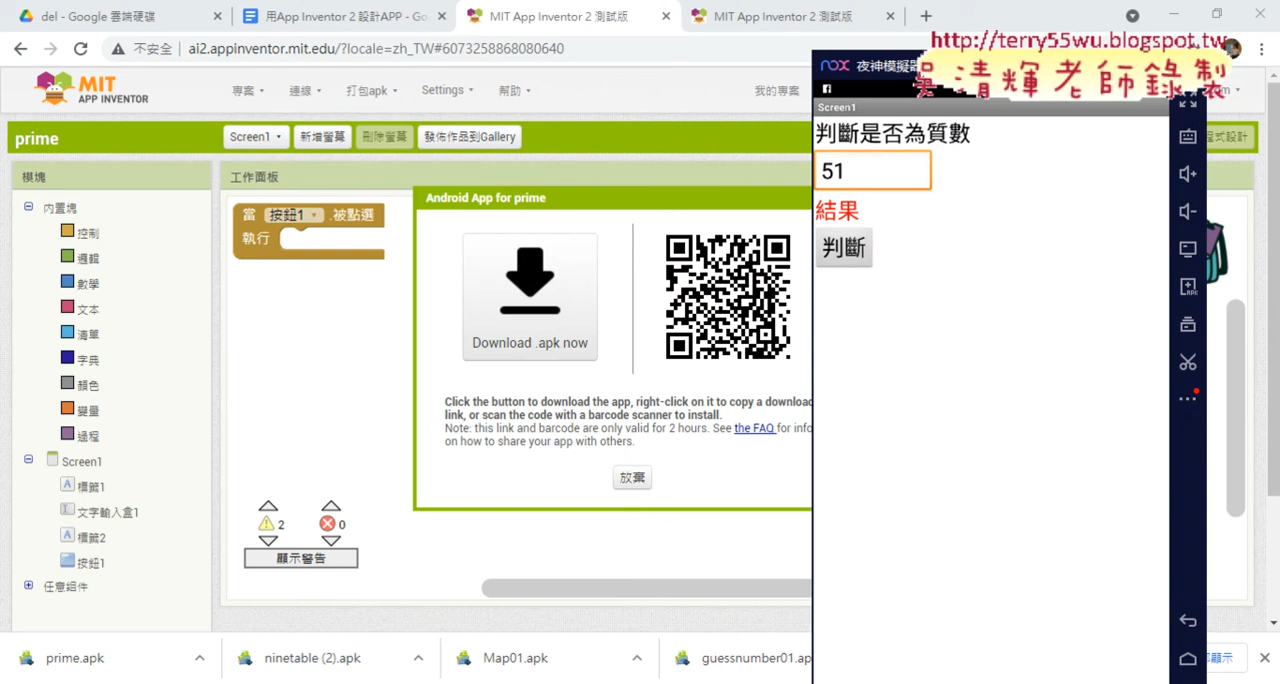 del - Google 雲端硬碟
用App Inventor 2 設計APP - Go
MIT App Inventor 2 測試版
MIT App Inventor 2 測試版
不安全
ai2.appinventor.mit.edu/?locale=zh_TW#6073258868080640
http://terry55wu.blogspot.tw
吳清輝老師錄製
nox 夜神模擬器
MIT
APP INVENTOR
專案
連線
打包apk
Settings
幫助
我的專案
Screen1
prime
Screen1
新增螢幕
刪除螢幕
發佈作品到Gallery
程式設計
模塊
工作面板
內置塊
控制
邏輯
數學
文本
清單
字典
顏色
變量
過程
Screen1
標籤1
文字輸入盒1
標籤2
按鈕1
任意組件
當 按鈕1 .被點選
執行
2
0
顯示警告
Android App for prime
Download .apk now
Click the button to download the app, right-click on it to copy a download
link, or scan the code with a barcode scanner to install.
Note: this link and barcode are only valid for 2 hours. See the FAQ for info
on how to share your app with others.
放棄
判斷是否為質數
51
結果
判斷
APK
prime.apk
ninetable (2).apk
Map01.apk
guessnumber01.ap
顯示